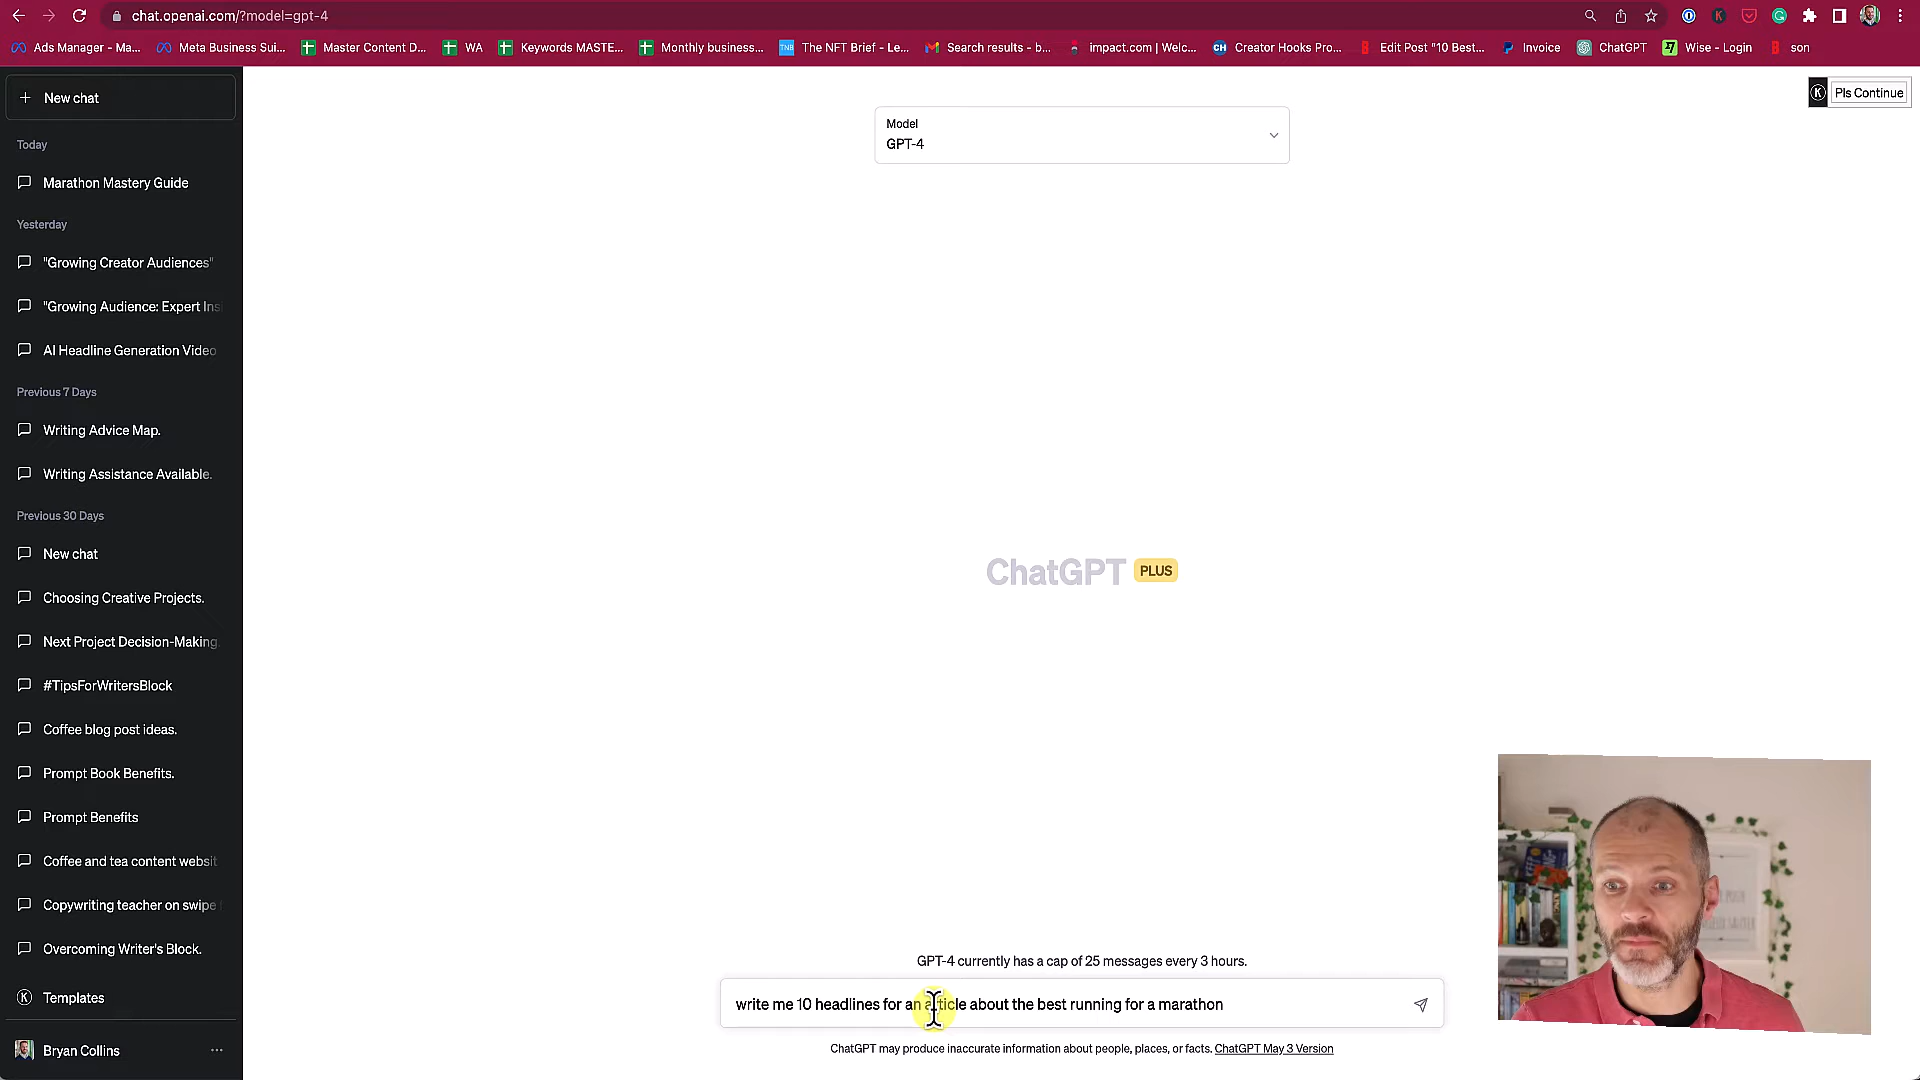 chat.openai.com/?model=gpt-4
Ads Manager - Ma...
Meta Business Sui...
Master Content D...
WA
Keywords MASTE...
Monthly business...
TNB
The NFT Brief - Le...
Search results - b...
impact.com | Welc...
CH
Creator Hooks Pro...
Edit Post "10 Best...
Invoice
ChatGPT
Wise - Login
son
New chat
Today
Marathon Mastery Guide
Yesterday
"Growing Creator Audiences"
"Growing Audience: Expert Ins
AI Headline Generation Video
Previous 7 Days
Writing Advice Map.
Writing Assistance Available.
Previous 30 Days
New chat
Choosing Creative Projects.
Next Project Decision-Making.
#TipsForWritersBlock
Coffee blog post ideas.
Prompt Book Benefits.
Prompt Benefits
Coffee and tea content websit
Copywriting teacher on swipe f
Overcoming Writer's Block.
K
Templates
Bryan Collins
K
Pls Continue
Model
GPT-4
ChatGPT PLUS
GPT-4 currently has a cap of 25 messages every 3 hours.
write me 10 headlines for an article about the best running for a marathon
ChatGPT may produce inaccurate information about people, places, or facts. ChatGPT May 3 Version